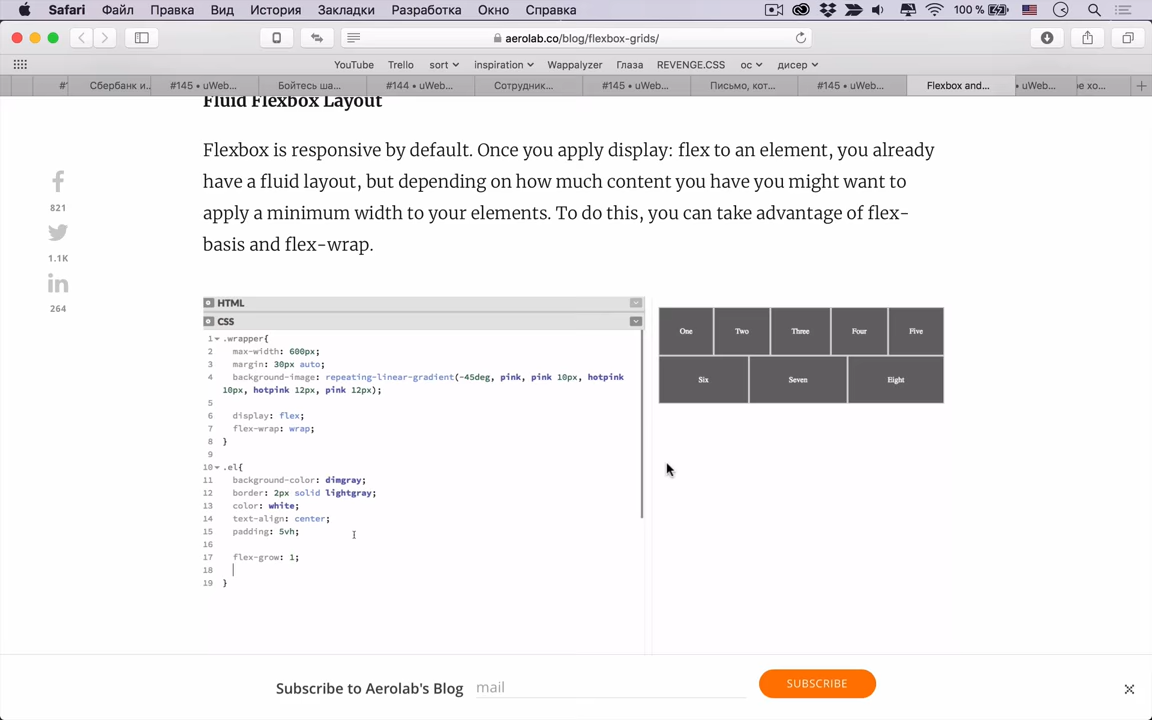 Safari Файл Правка Вид История Закладки Разработка Окно Справка 100 %
aerolab.co/blog/flexbox-grids/
YouTube Trello sort inspiration Wappalyzer Глаза REVENGE.CSS ос дисер
Сбербанк и... #145 • uWeb... Бойтесь ша... #144 • uWeb... Сотрудник... #145 • uWeb... Письмо, кот... #145 • uWeb... Flexbox and... • uWeb...
Fluid Flexbox Layout
Flexbox is responsive by default. Once you apply display: flex to an element, you already
have a fluid layout, but depending on how much content you have you might want to
apply a minimum width to your elements. To do this, you can take advantage of flex-
basis and flex-wrap.
821
1.1K
264
HTML
CSS
1 .wrapper{
2 max-width: 600px;
3 margin: 30px auto;
4 background-image: repeating-linear-gradient(-45deg, pink, pink 10px, hotpink
10px, hotpink 12px, pink 12px);
5
6 display: flex;
7 flex-wrap: wrap;
8 }
9
10 .el{
11 background-color: dimgray;
12 border: 2px solid lightgray;
13 color: white;
14 text-align: center;
15 padding: 5vh;
16
17 flex-grow: 1;
18
19 }
One Two Three Four Five
Six Seven Eight
Subscribe to Aerolab's Blog mail SUBSCRIBE